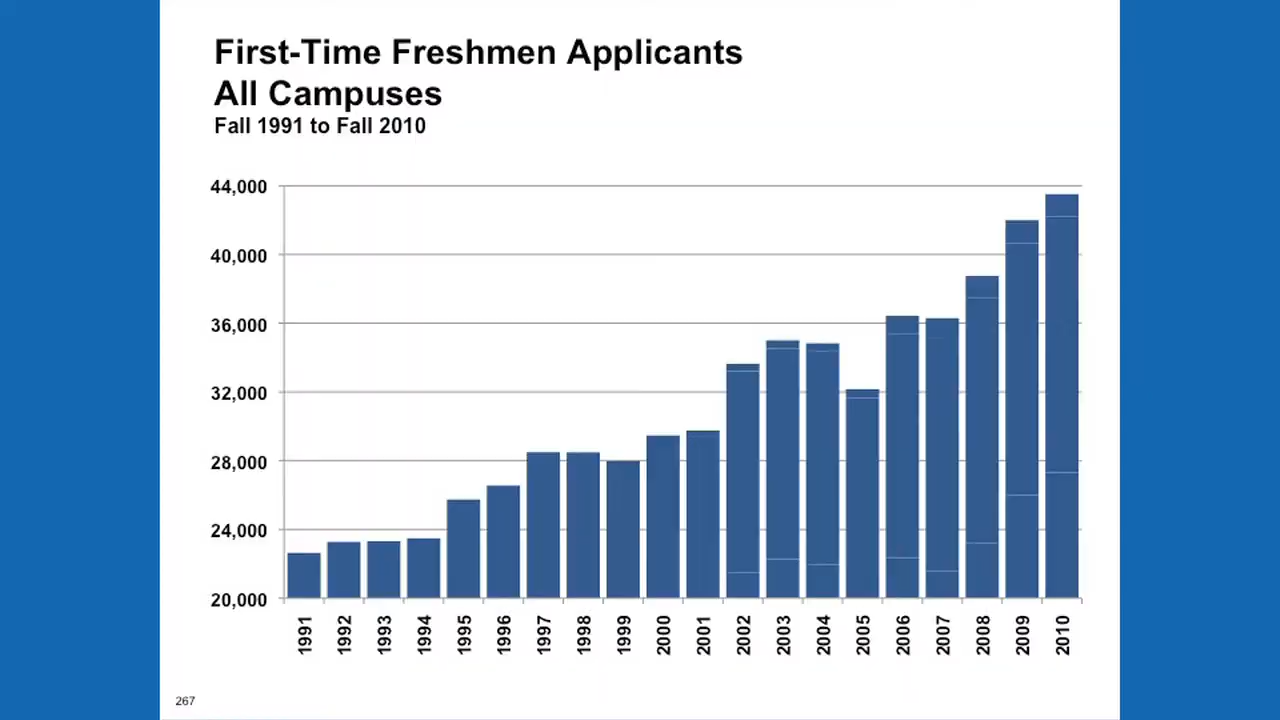 First-Time Freshmen Applicants
All Campuses
Fall 1991 to Fall 2010
44,000
40,000
36,000
32,000
28,000
24,000
20,000
1991 1992 1993 1994 1995 1996 1997 1998 1999 2000 2001 2002 2003 2004 2005 2006 2007 2008 2009 2010
267